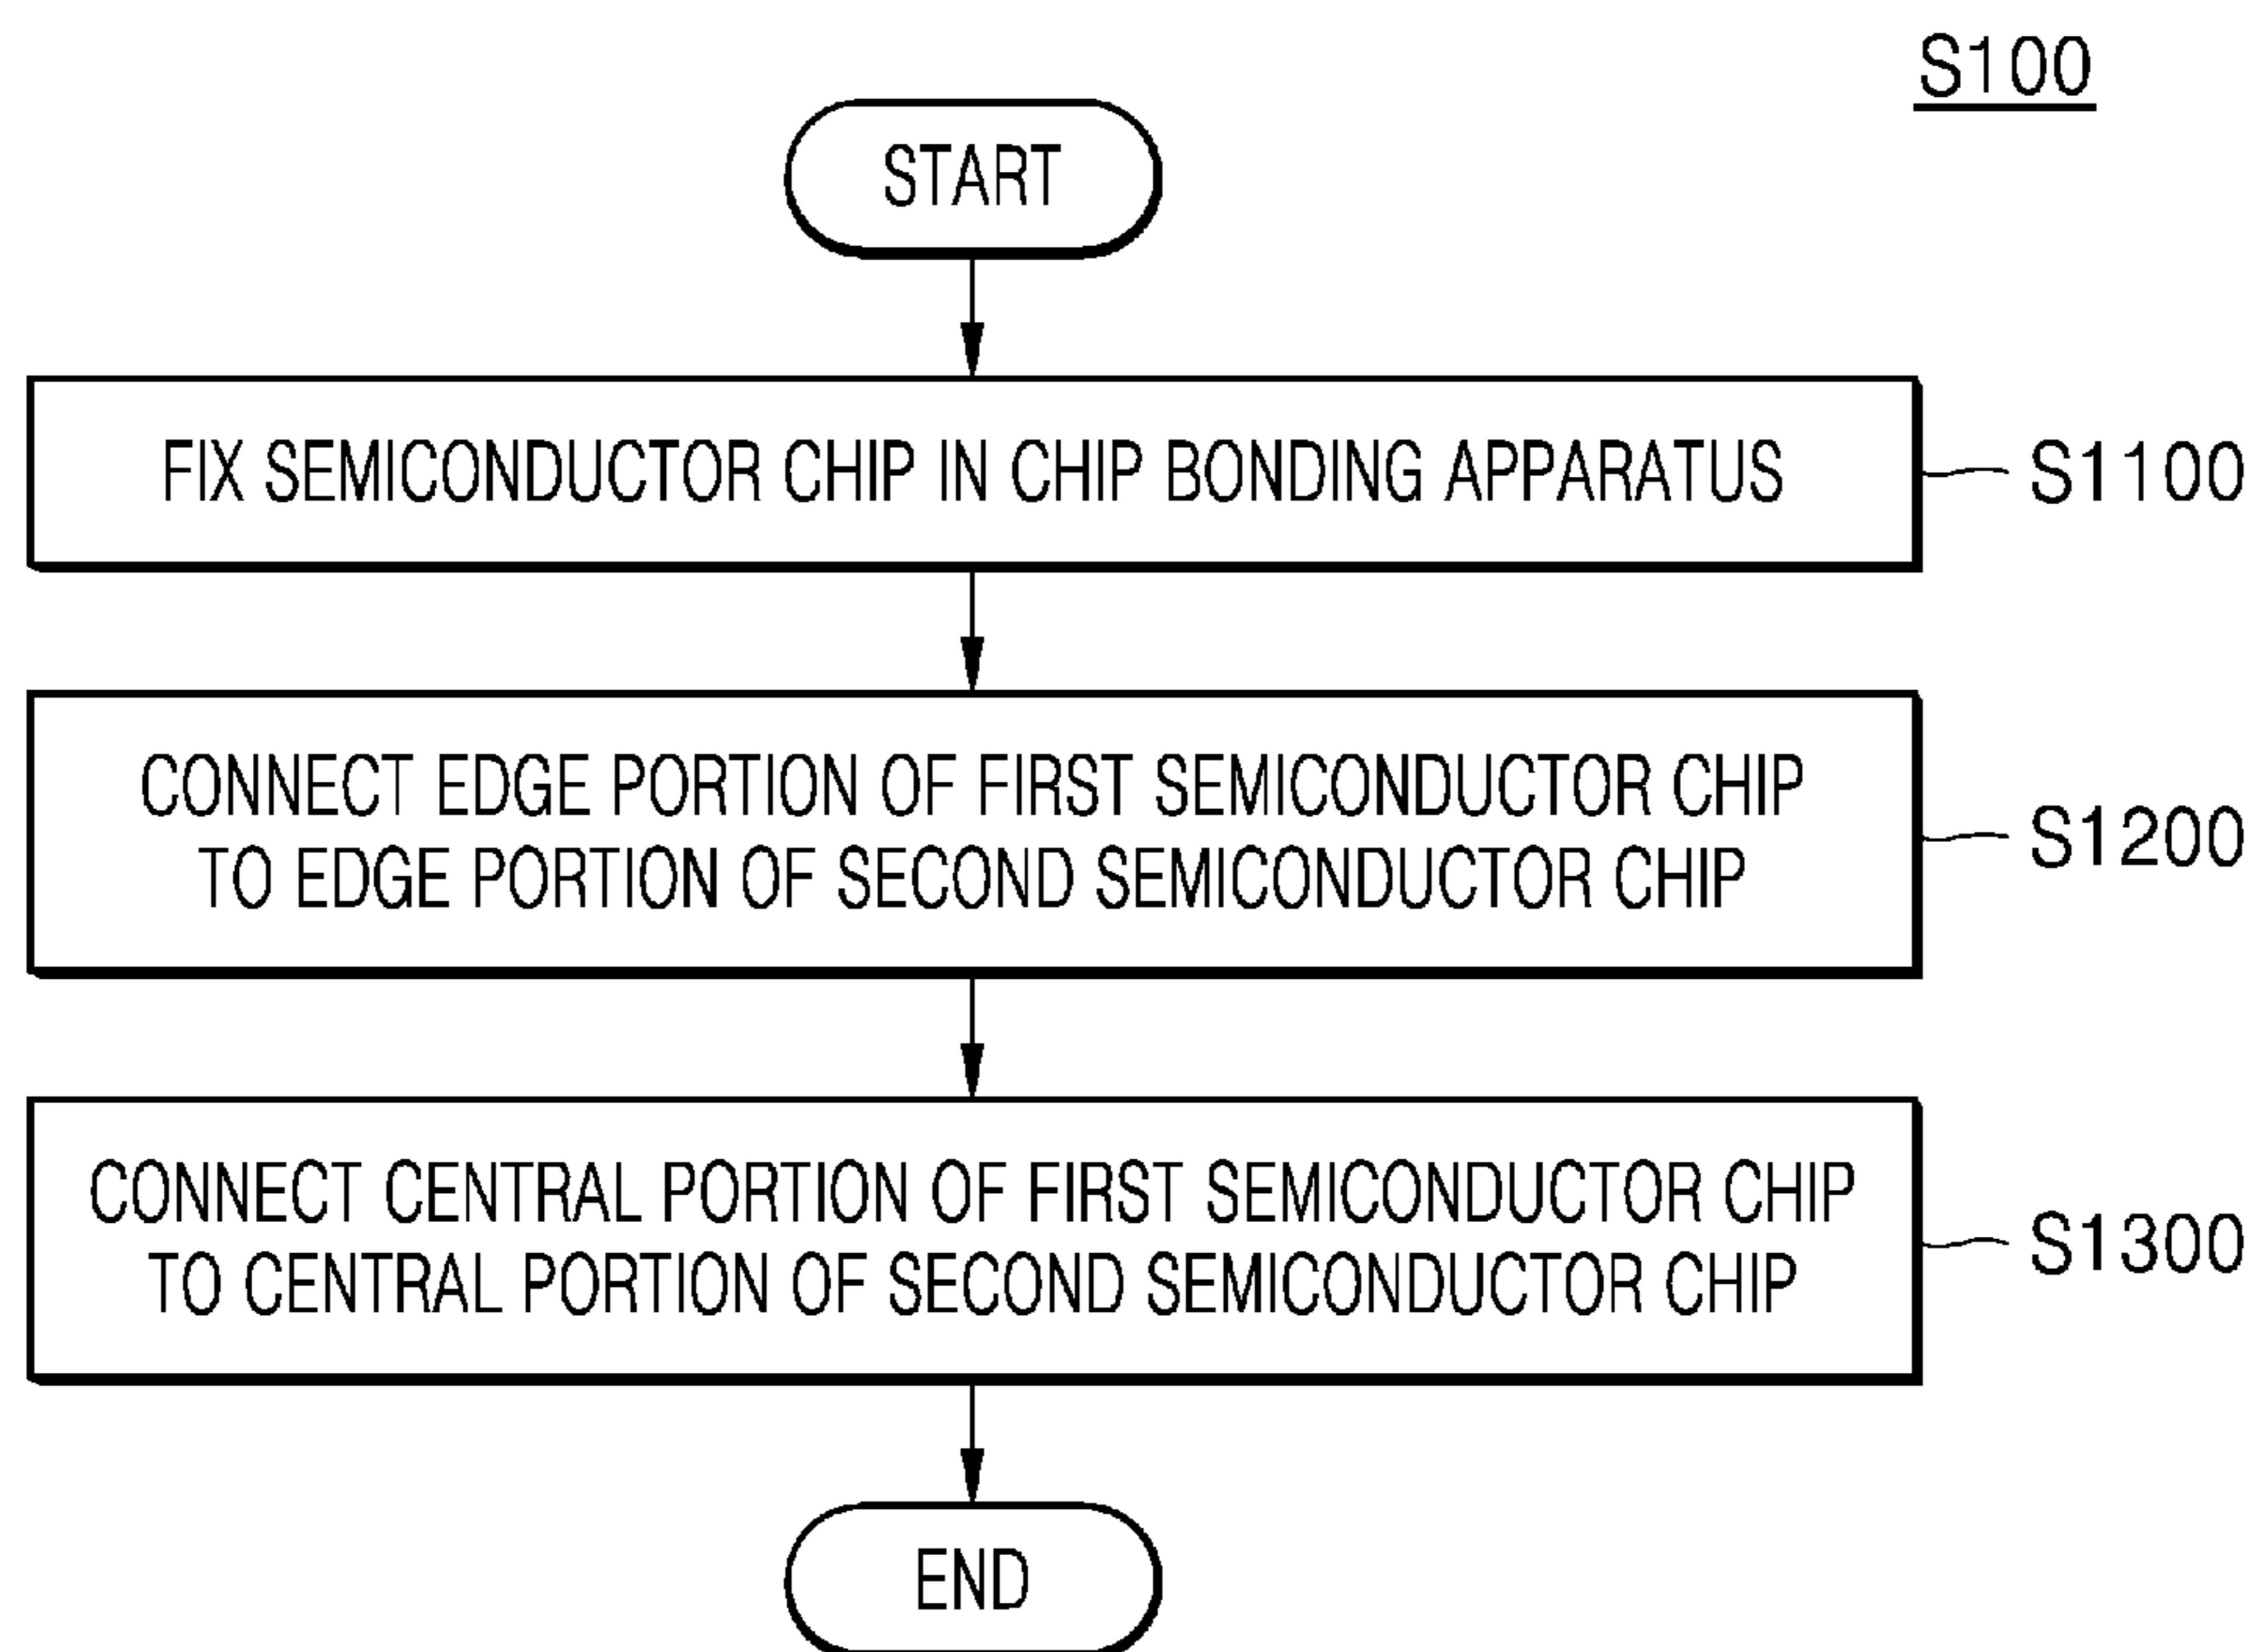 S100
START
FIX SEMICONDUCTOR CHIP IN CHIP BONDING APPARATUS
S1100
CONNECT EDGE PORTION OF FIRST SEMICONDUCTOR CHIP
TO EDGE PORTION OF SECOND SEMICONDUCTOR CHIP
S1200
CONNECT CENTRAL PORTION OF FIRST SEMICONDUCTOR CHIP
TO CENTRAL PORTION OF SECOND SEMICONDUCTOR CHIP
S1300
END